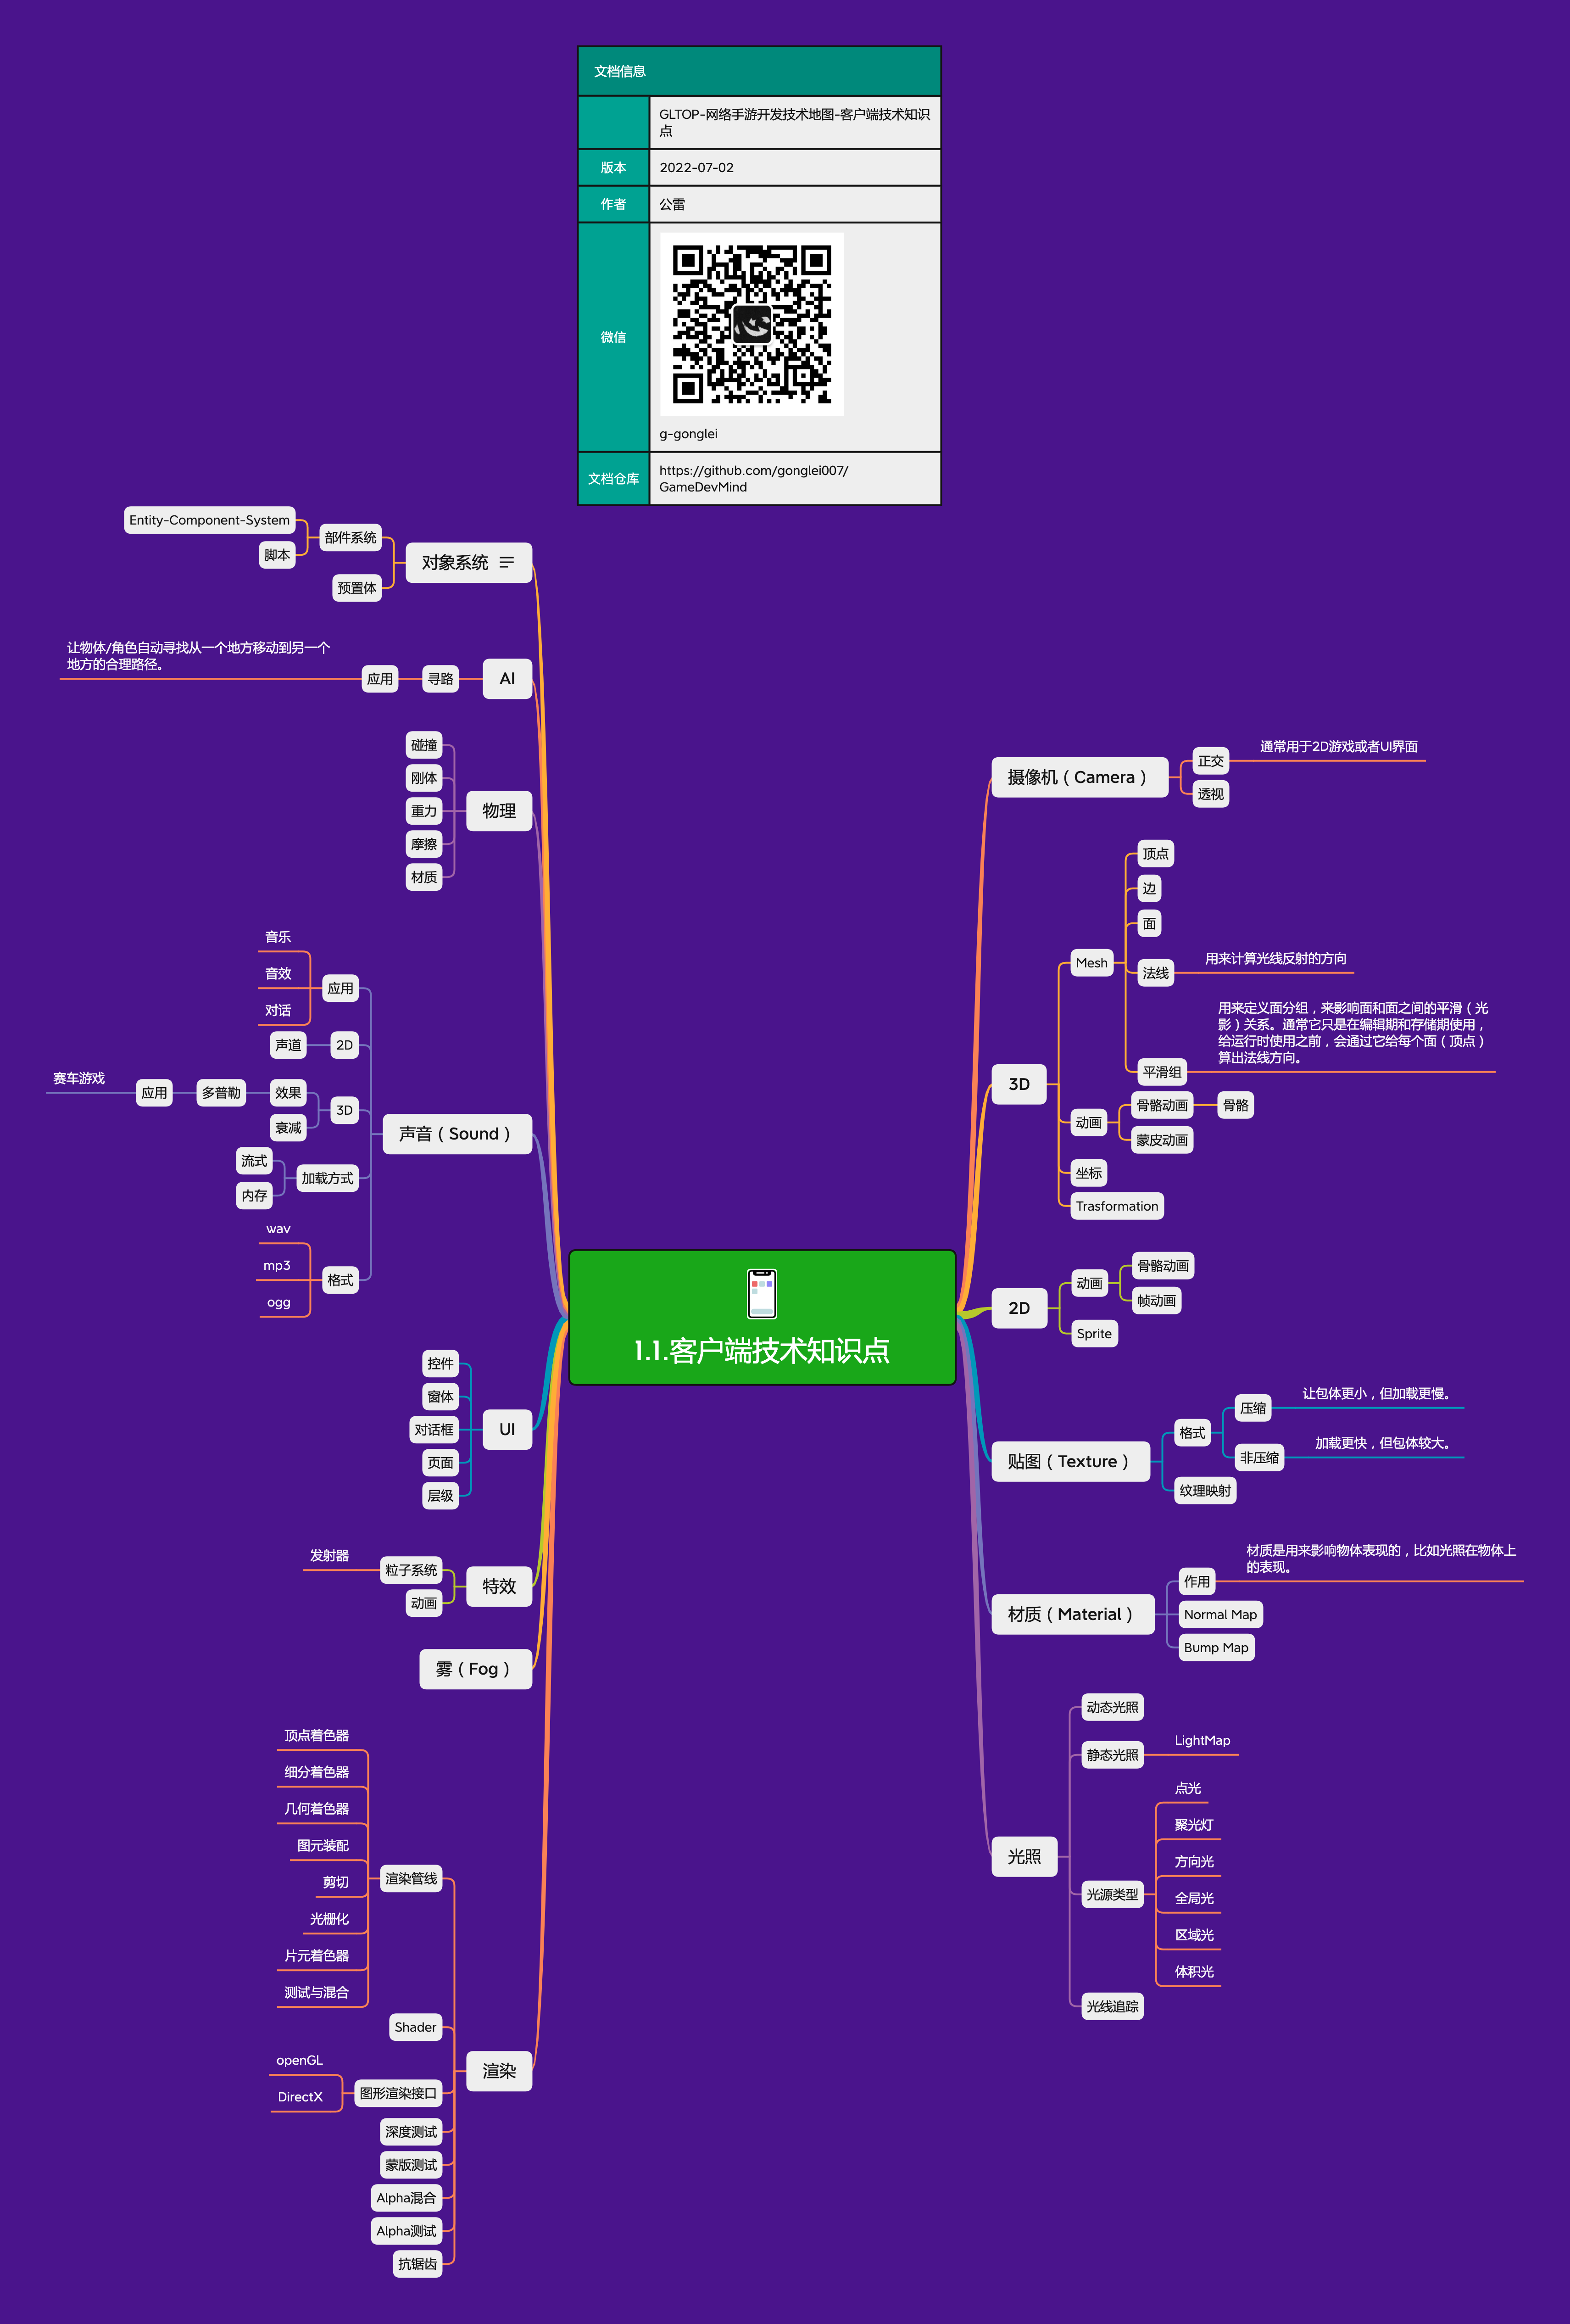 文档信息
GLTOP-网络手游开发技术地图-客户端技术知识
点
版本
2022-07-02
作者
公雷
微信
g-gonglei
文档仓库
https://github.com/gonglei007/
GameDevMind
1.1.客户端技术知识点
摄像机（Camera）
正交
通常用于2D游戏或者UI界面
透视
3D
Mesh
顶点
边
面
法线
用来计算光线反射的方向
平滑组
用来定义面分组，来影响面和面之间的平滑（光
影）关系。通常它只是在编辑期和存储期使用，
给运行时使用之前，会通过它给每个面（顶点）
算出法线方向。
动画
骨骼动画
骨骼
蒙皮动画
坐标
Trasformation
2D
动画
骨骼动画
帧动画
Sprite
贴图（Texture）
格式
压缩
让包体更小，但加载更慢。
非压缩
加载更快，但包体较大。
纹理映射
材质（Material）
作用
材质是用来影响物体表现的，比如光照在物体上
的表现。
Normal Map
Bump Map
光照
动态光照
静态光照
LightMap
光源类型
点光
聚光灯
方向光
全局光
区域光
体积光
光线追踪
对象系统
部件系统
Entity-Component-System
脚本
预置体
AI
寻路
应用
让物体/角色自动寻找从一个地方移动到另一个
地方的合理路径。
物理
碰撞
刚体
重力
摩擦
材质
声音（Sound）
应用
音乐
音效
对话
2D
声道
3D
效果
多普勒
应用
赛车游戏
衰减
加载方式
流式
内存
格式
wav
mp3
ogg
UI
控件
窗体
对话框
页面
层级
特效
粒子系统
发射器
动画
雾（Fog）
渲染
渲染管线
顶点着色器
细分着色器
几何着色器
图元装配
剪切
光栅化
片元着色器
测试与混合
Shader
图形渲染接口
openGL
DirectX
深度测试
蒙版测试
Alpha混合
Alpha测试
抗锯齿